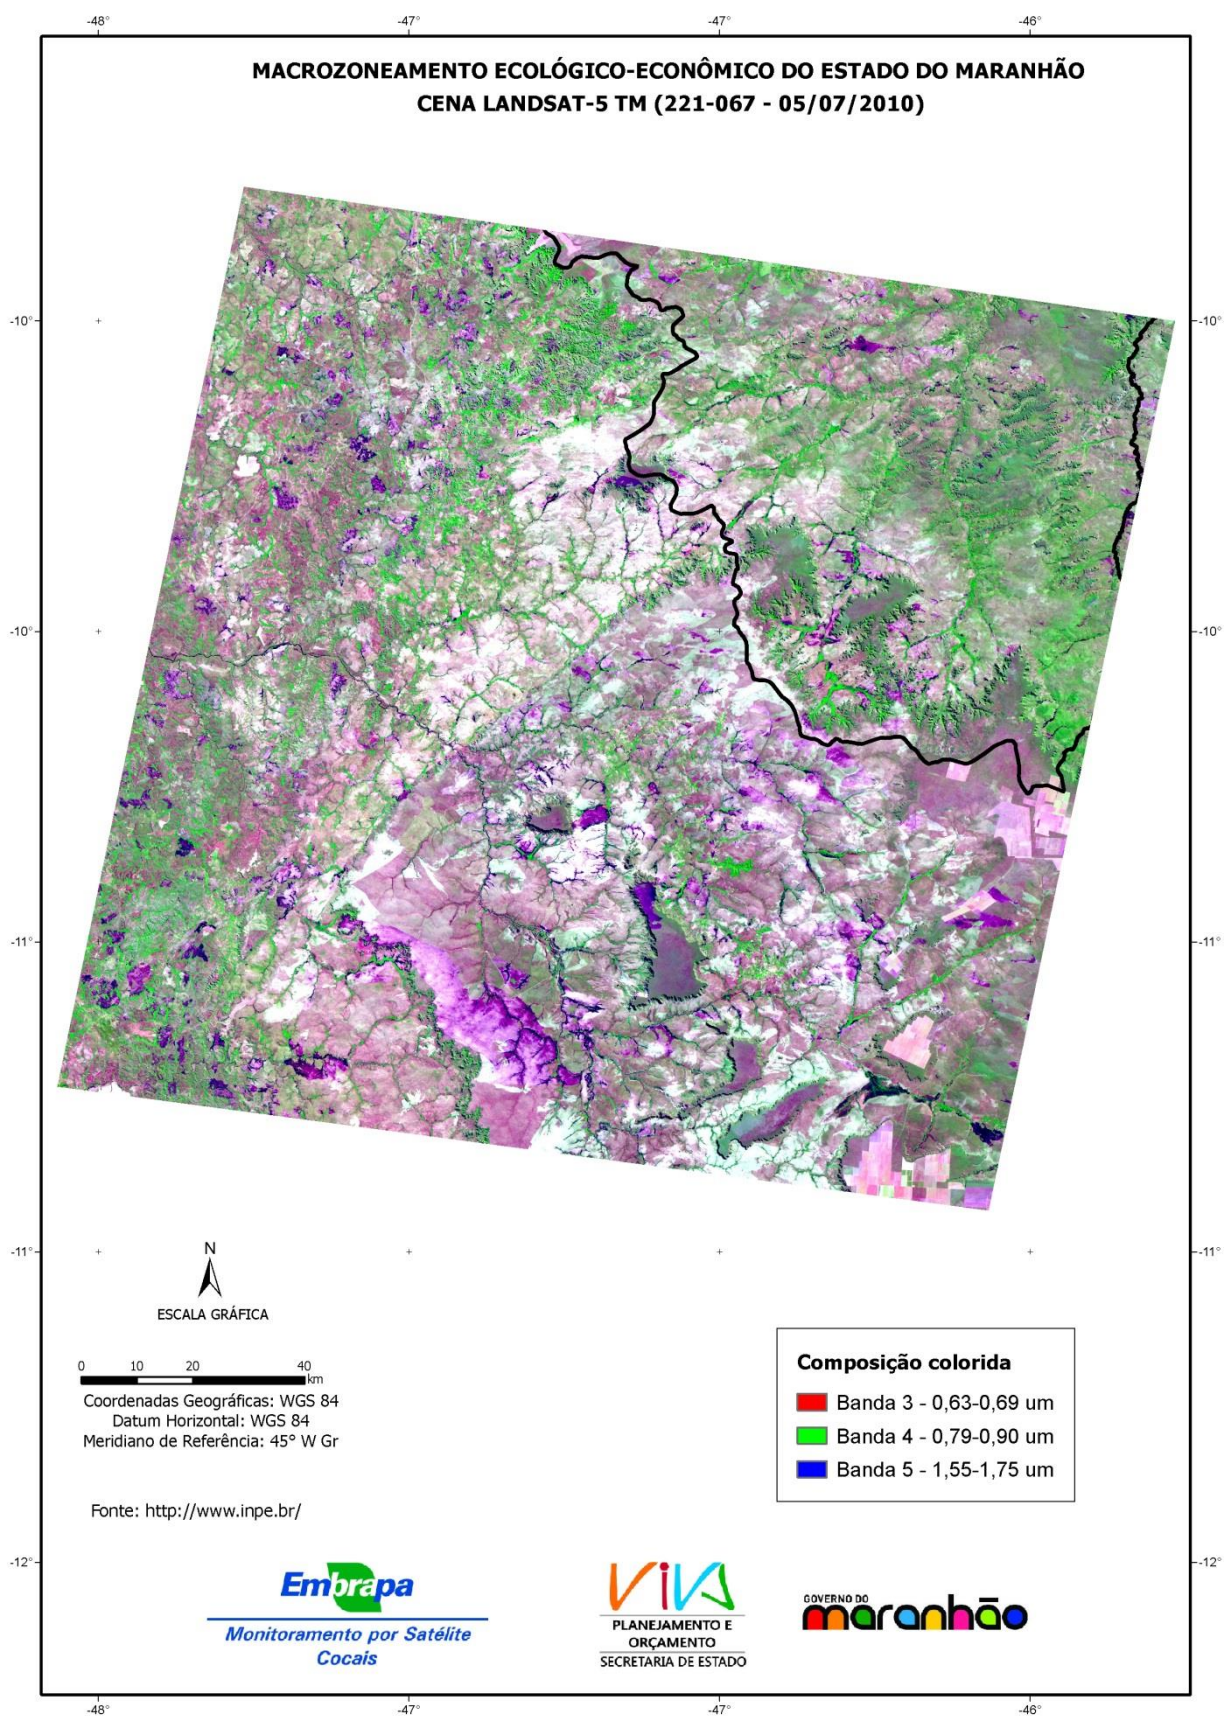 -48° -47° -47° -46°
MACROZONEAMENTO ECOLÓGICO-ECONÔMICO DO ESTADO DO MARANHÃO
CENA LANDSAT-5 TM (221-067 - 05/07/2010)
-10° -10°
-10° -10°
-11° -11°
-11° -11°
N
ESCALA GRÁFICA
0 10 20 40
km
Coordenadas Geográficas: WGS 84
Datum Horizontal: WGS 84
Meridiano de Referência: 45° W Gr
Composição colorida
Banda 3 - 0,63-0,69 um
Banda 4 - 0,79-0,90 um
Banda 5 - 1,55-1,75 um
Fonte: http://www.inpe.br/
-12° -12°
Embrapa
Monitoramento por Satélite
Cocais
VIVA
PLANEJAMENTO E
ORÇAMENTO
SECRETARIA DE ESTADO
GOVERNO DO
maranhão
-48° -47° -47° -46°